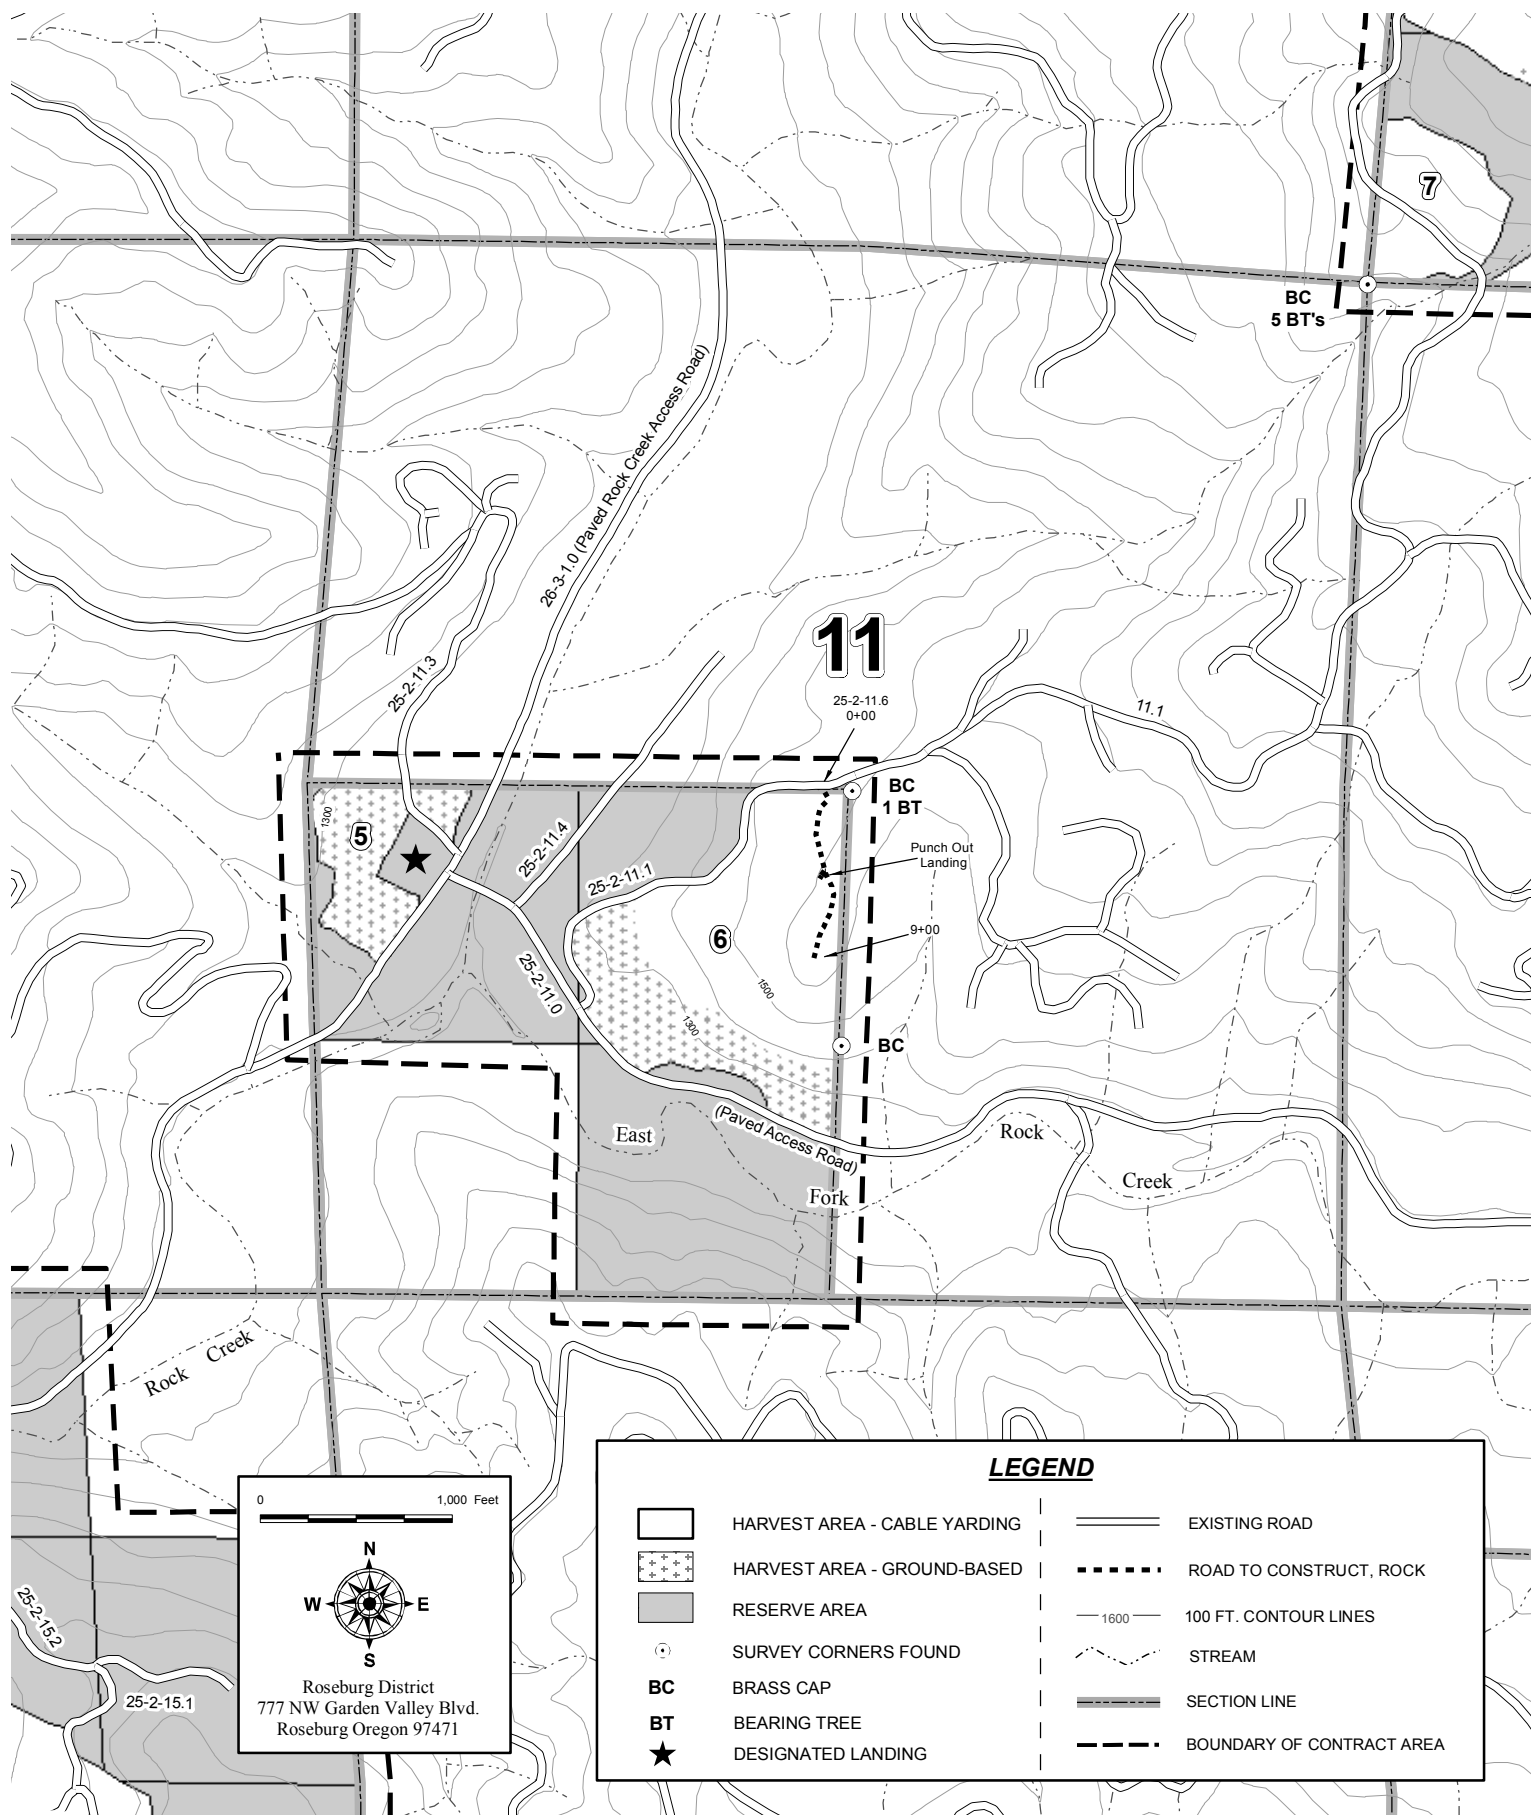 7
BC
5 BT's
26-3-1.0 (Paved Rock Creek Access Road)
11
25-2-11.3
25-2-11.6
0+00
11.1
1300
5
BC
1 BT
25-2-11.4
Punch Out
Landing
25-2-11.1
6
9+00
25-2-11.0
1500
1300
BC
East
(Paved Access Road)
Rock
Fork
Creek
Rock Creek
25-2-15.2
25-2-15.1
0 1,000 Feet
N
W E
S
Roseburg District
777 NW Garden Valley Blvd.
Roseburg Oregon 97471
LEGEND
HARVEST AREA - CABLE YARDING
HARVEST AREA - GROUND-BASED
RESERVE AREA
SURVEY CORNERS FOUND
BC BRASS CAP
BT BEARING TREE
DESIGNATED LANDING
EXISTING ROAD
ROAD TO CONSTRUCT, ROCK
1600 100 FT. CONTOUR LINES
STREAM
SECTION LINE
BOUNDARY OF CONTRACT AREA